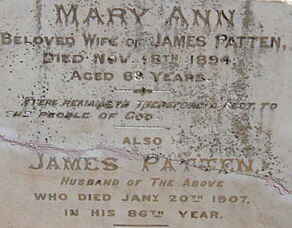 MARY ANN
BELOVED WIFE OF JAMES PATTEN,
DIED NOV. 18TH 1894
AGED YEARS.
THERE REMAINETH THEREFORE A REST TO
THE PEOPLE OF GOD
ALSO
JAMES PATTEN,
HUSBAND OF THE ABOVE
WHO DIED JANY 20TH 1907,
IN HIS 86TH YEAR.